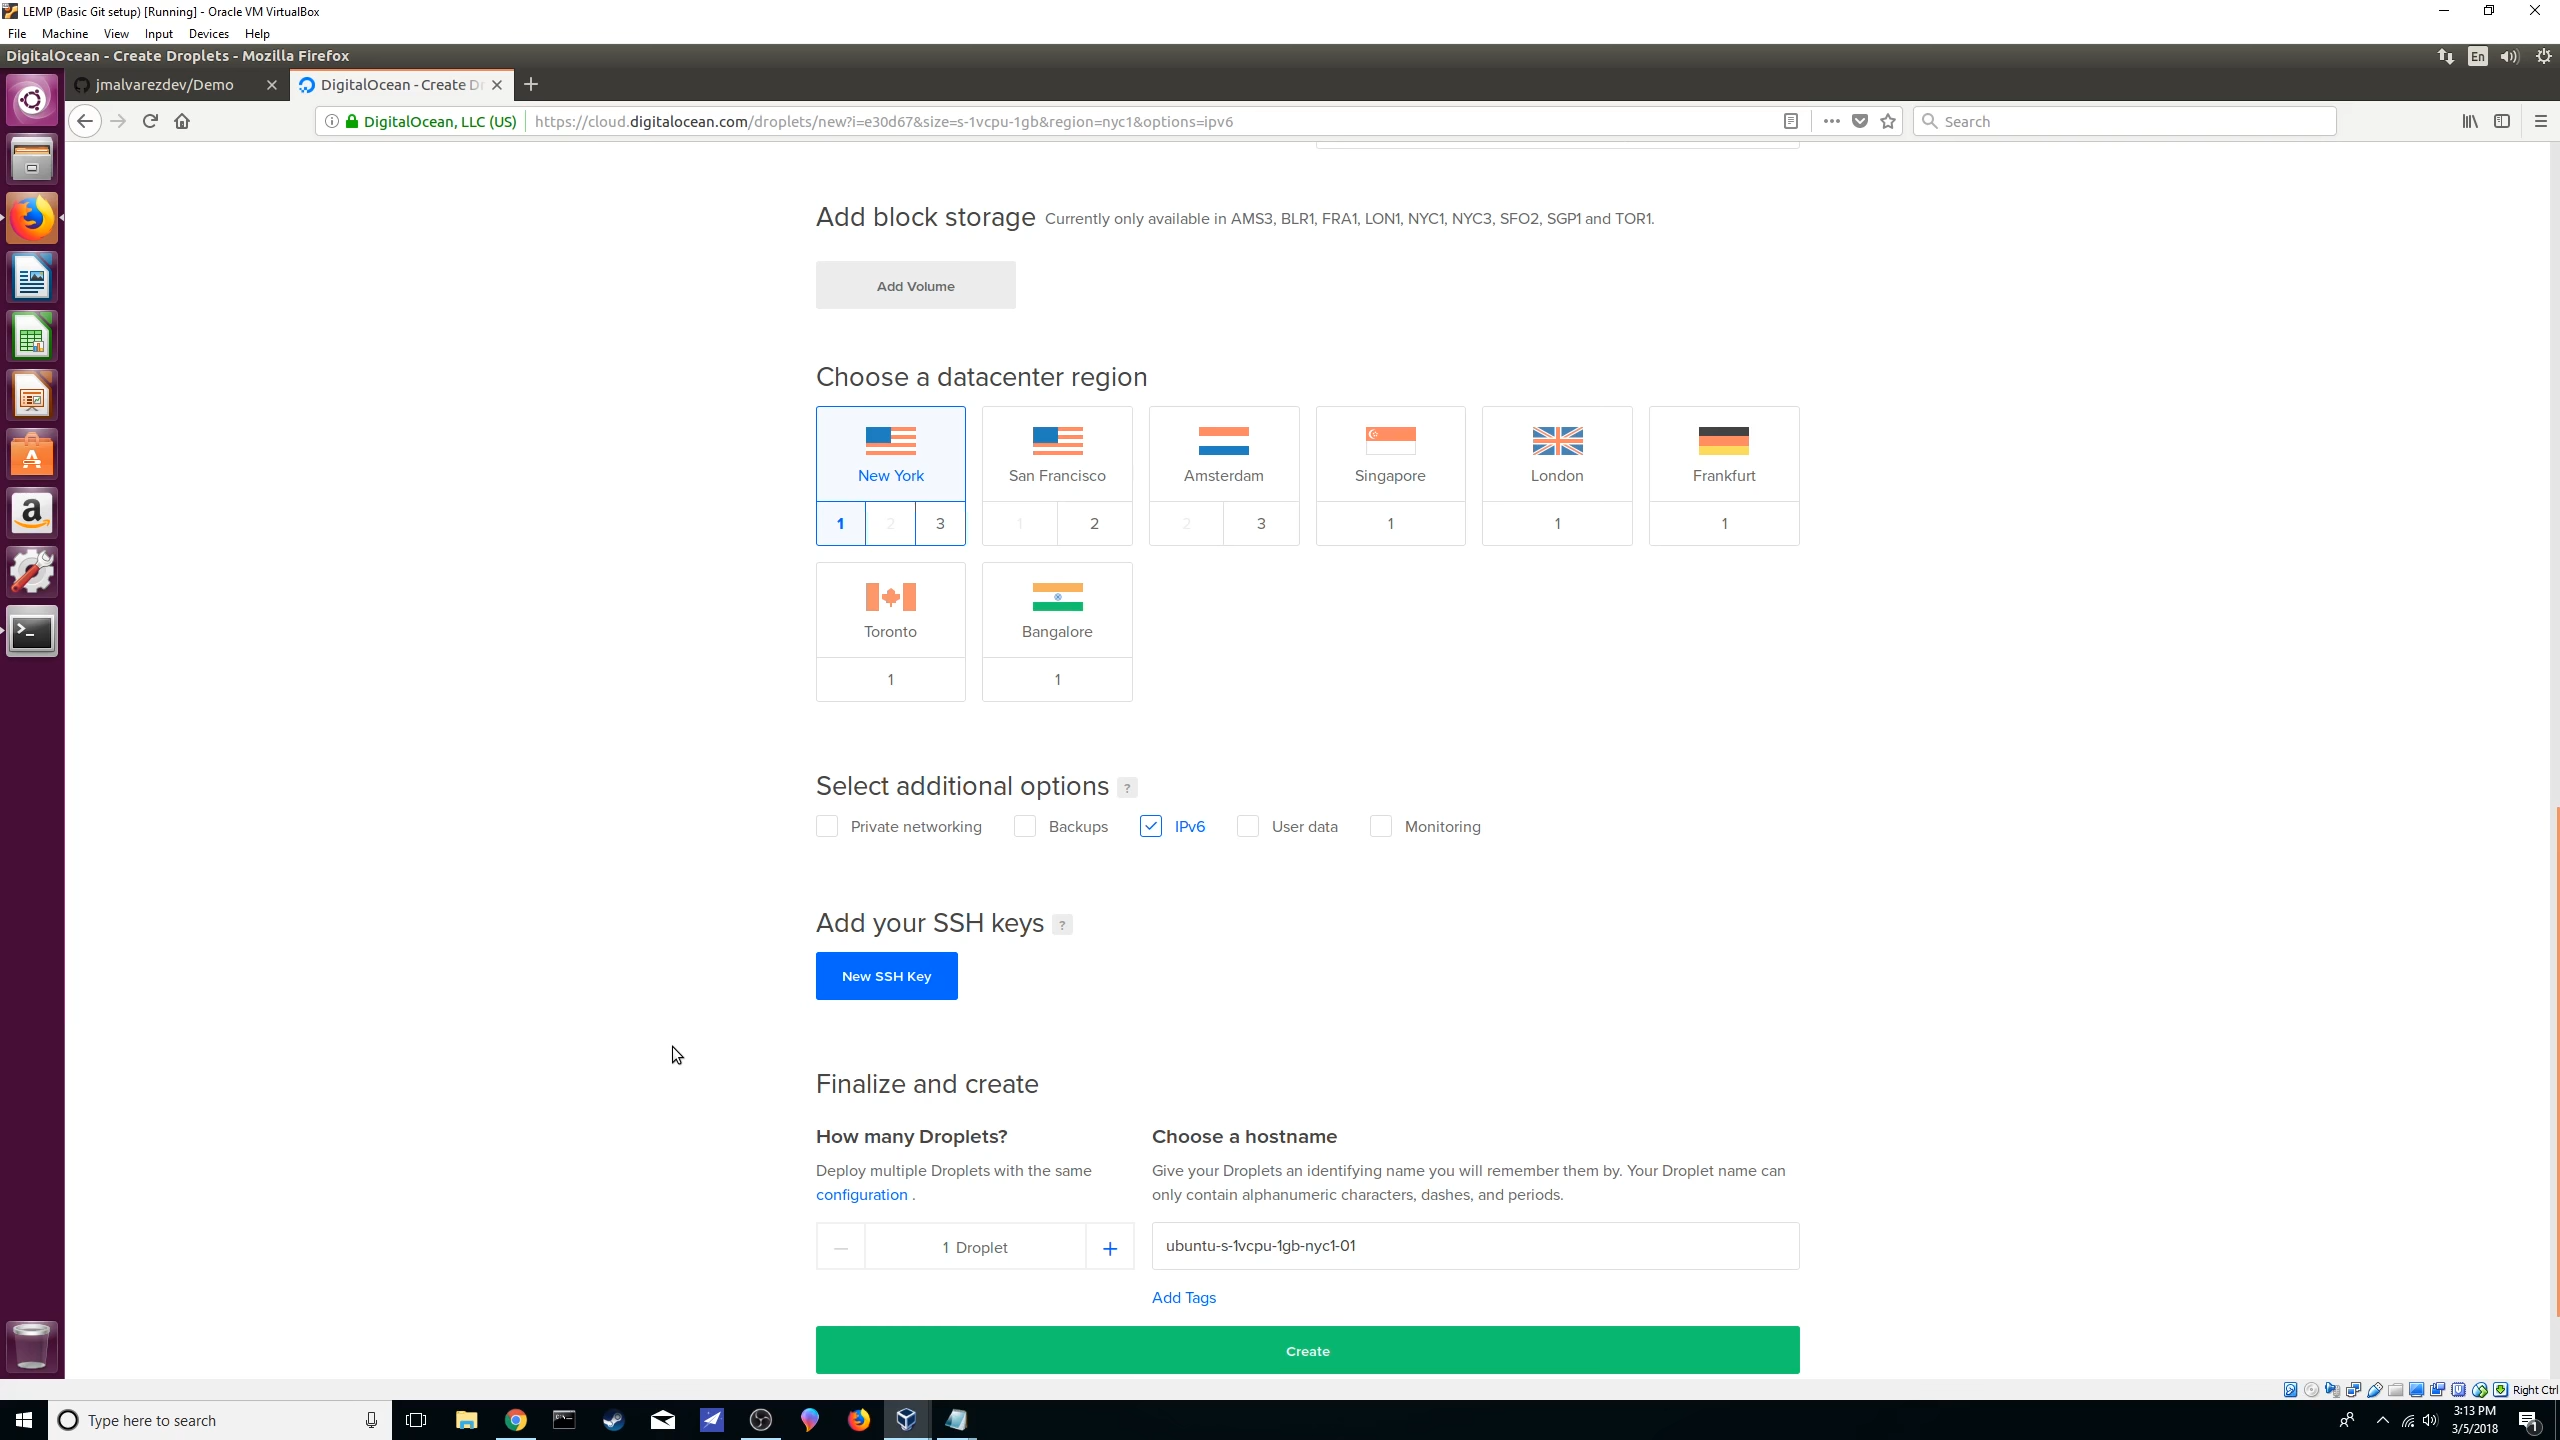 LEMP (Basic Git setup) [Running] - Oracle VM VirtualBox
File Machine View Input Devices Help
DigitalOcean - Create Droplets - Mozilla Firefox
En
jmalvarezdev/Demo
DigitalOcean - Create Dr
DigitalOcean, LLC (US)
https://cloud.digitalocean.com/droplets/new?i=e30d67&size=s-1vcpu-1gb&region=nyc1&options=ipv6
Search
Add block storage Currently only available in AMS3, BLR1, FRA1, LON1, NYC1, NYC3, SFO2, SGP1 and TOR1.
Add Volume
Choose a datacenter region
New York San Francisco Amsterdam Singapore London Frankfurt
1 2 3 1 2 2 3 1 1 1
Toronto Bangalore
1 1
Select additional options ?
Private networking Backups IPv6 User data Monitoring
Add your SSH keys ?
New SSH Key
Finalize and create
How many Droplets?
Deploy multiple Droplets with the same
configuration .
1 Droplet
Choose a hostname
Give your Droplets an identifying name you will remember them by. Your Droplet name can
only contain alphanumeric characters, dashes, and periods.
ubuntu-s-1vcpu-1gb-nyc1-01
Add Tags
Create
Right Ctrl
Type here to search
3:13 PM
3/5/2018
1